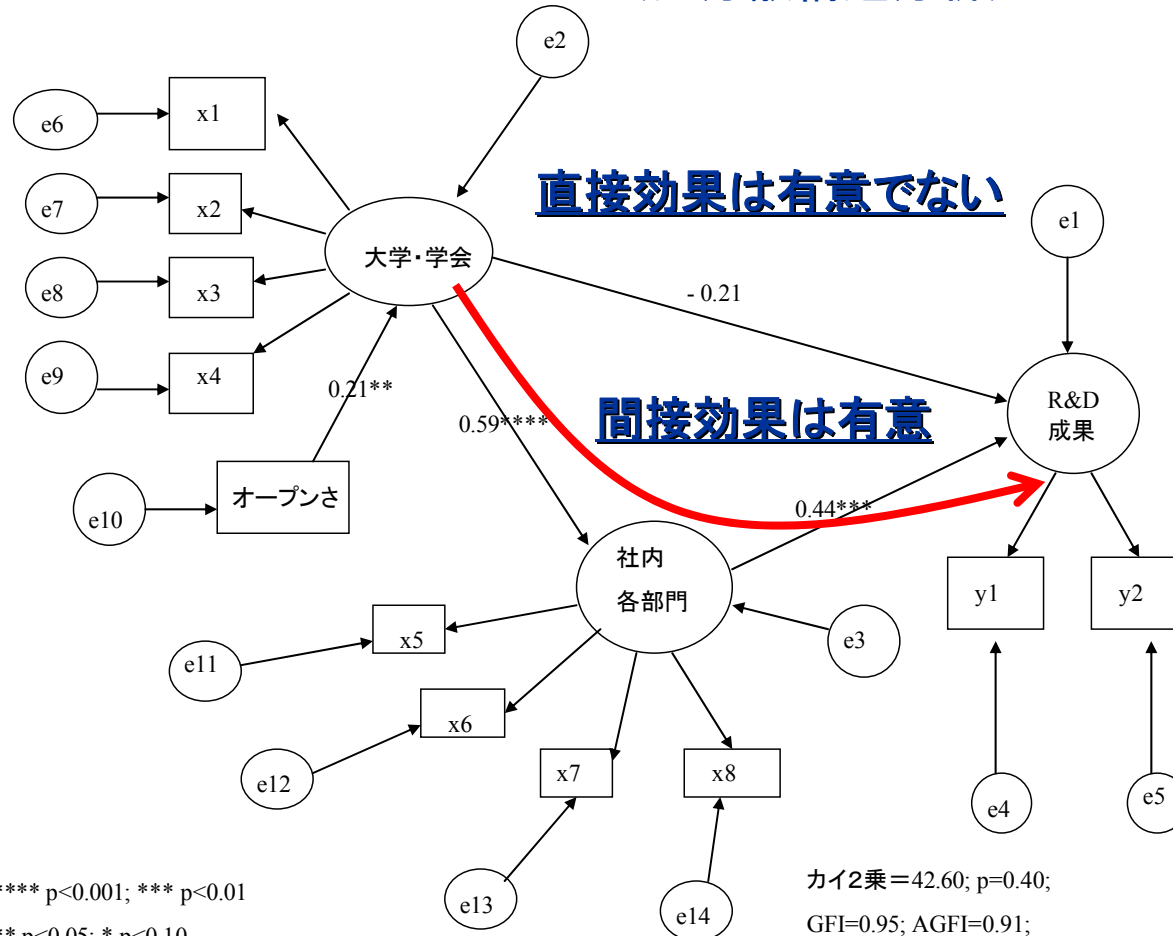 e2
e6
x1
e7
x2
直接効果は有意でない
e1
大学・学会
e8
x3
- 0.21
e9
x4
0.21**
R&D
成果
0.59****
間接効果は有意
オープンさ
e10
0.44***
社内
各部門
y1
y2
x5
e3
e11
x6
e12
x7
x8
e4
e5
**** p<0.001; *** p<0.01
カイ2乗=42.60; p=0.40;
e13
e14
GFI=0.95; AGFI=0.91;
** p<0.05; * p<0.10